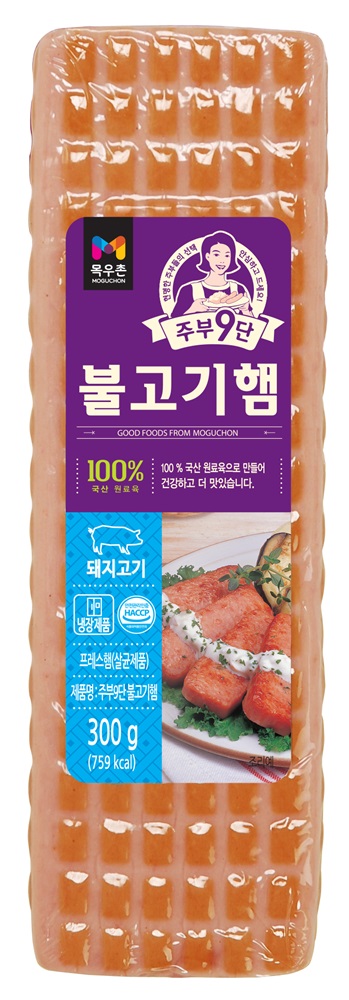 목우촌
MOGUCHON
현명한 주부들의 선택
안심하고 드세요!
주부9단
불고기햄
GOOD FOODS FROM MOGUCHON
100%
국산 원료육
100 % 국산 원료육으로 만들어
건강하고 더 맛있습니다.
돼지고기
냉장제품
HACCP
프레스햄(살균제품)
제품명 : 주부9단 불고기햄
300 g
(759 kcal)
조리예